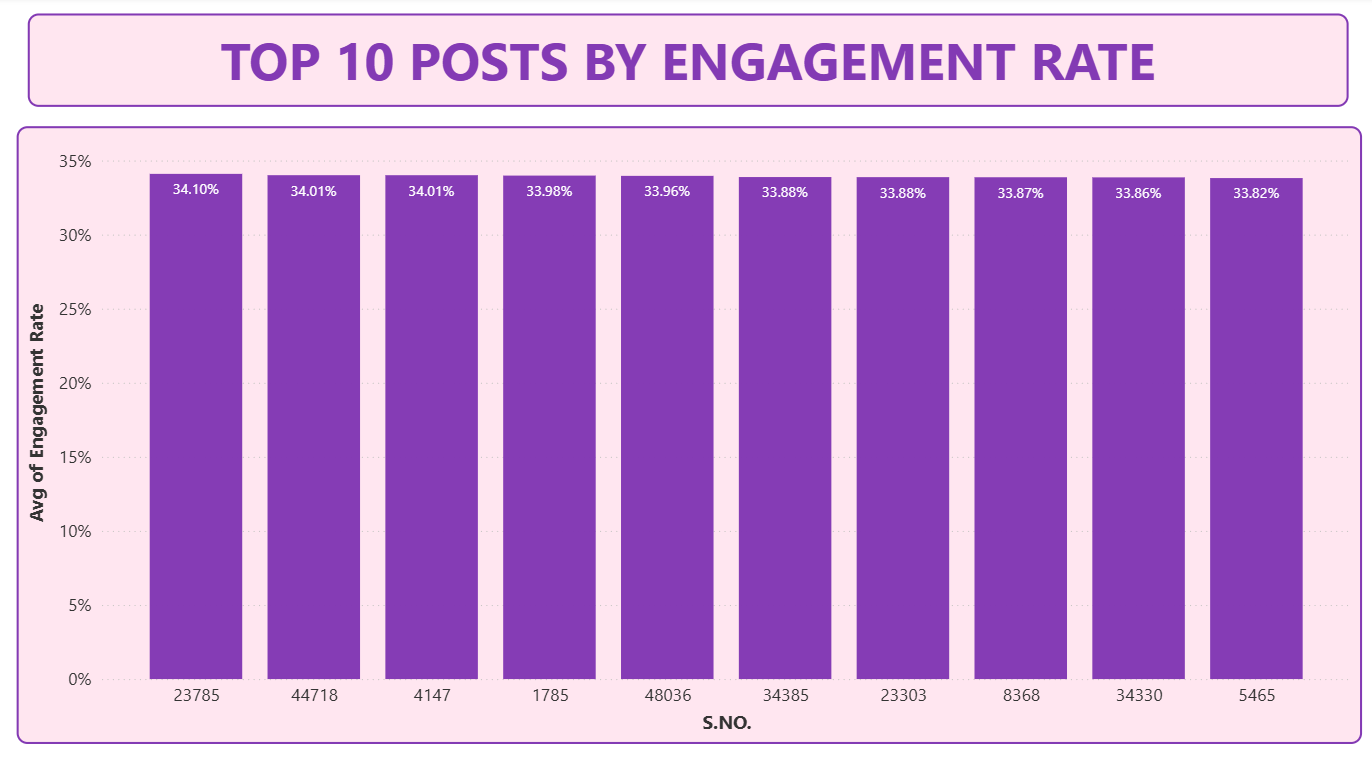 TOP 10 POSTS BY ENGAGEMENT RATE
35%
34.10% 34.01% 34.01% 33.98% 33.96% 33.88% 33.88% 33.87% 33.86% 33.82%
30%
25%
20%
15%
10%
5%
0%
Avg of Engagement Rate
23785 44718 4147 1785 48036 34385 23303 8368 34330 5465
S.NO.